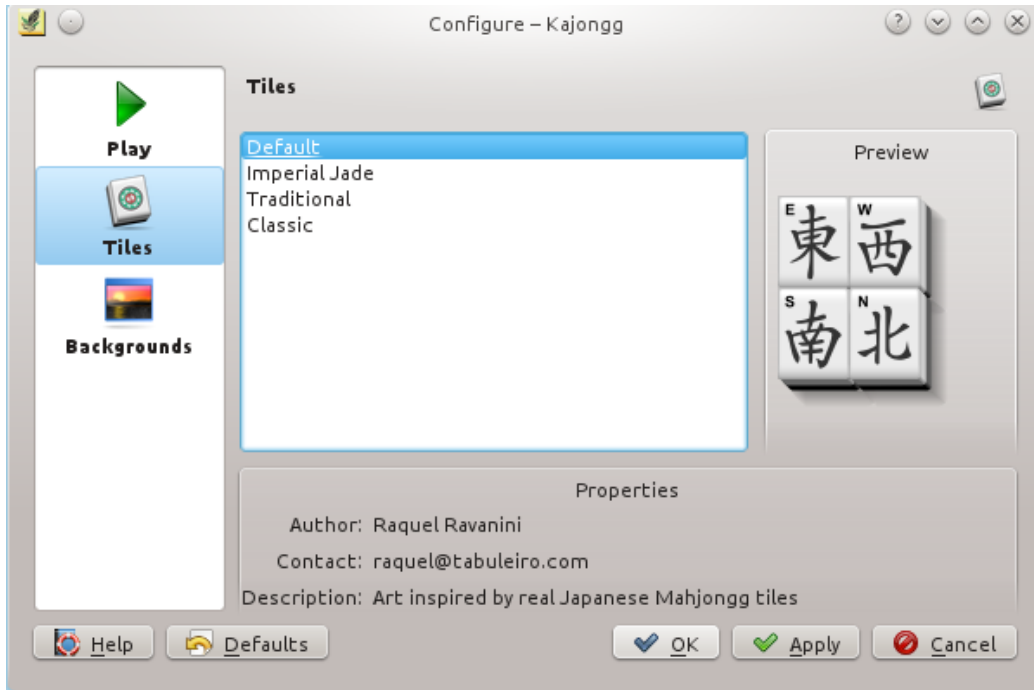 Configure – Kajongg
Play
Tiles
Backgrounds
Tiles
Default
Imperial Jade
Traditional
Classic
Preview
E 東 W 西
S 南 N 北
Properties
Author: Raquel Ravanini
Contact: raquel@tabuleiro.com
Description: Art inspired by real Japanese Mahjongg tiles
Help Defaults OK Apply Cancel